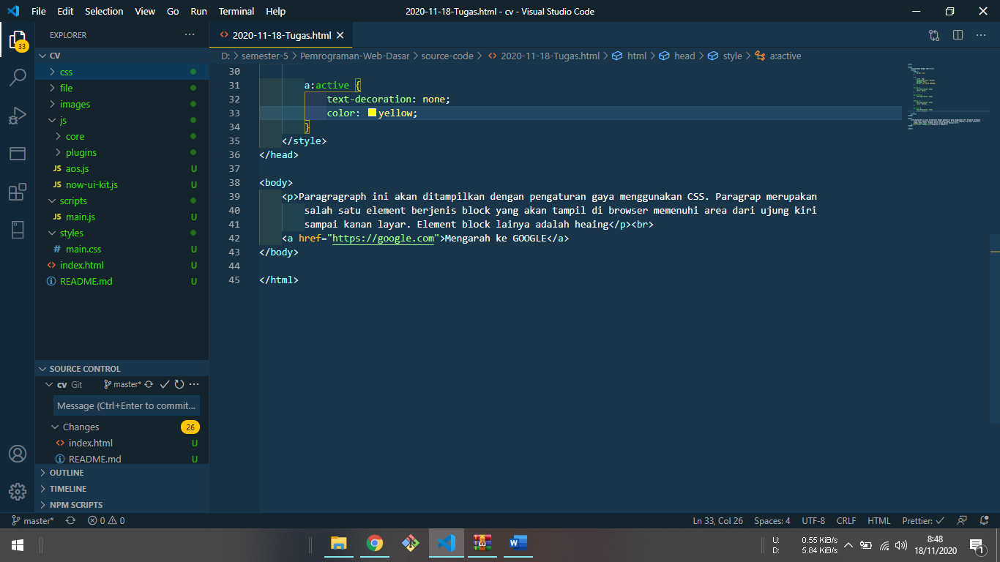 File Edit Selection View Go Run Terminal Help 2020-11-18-Tugas.html - cv - Visual Studio Code
33
EXPLORER ···
CV
css
file
images
js
core
plugins
JS aos.js U
JS now-ui-kit.js U
scripts
JS main.js U
styles
# main.css U
<> index.html U
README.md U
SOURCE CONTROL
cv Git master* ···
Message (Ctrl+Enter to commit...
Changes 26
<> index.html U
README.md U
OUTLINE
TIMELINE
NPM SCRIPTS
<> 2020-11-18-Tugas.html
D: > semester-5 > Pemrograman-Web-Dasar > source-code > <> 2020-11-18-Tugas.html > html > head > style > a:active
30
31 a:active {
32 text-decoration: none;
33 color: yellow;
34 }
35 </style>
36 </head>
37
38 <body>
39 <p>Paragragraph ini akan ditampilkan dengan pengaturan gaya menggunakan CSS. Paragrap merupakan
40 salah satu element berjenis block yang akan tampil di browser memenuhi area dari ujung kiri
41 sampai kanan layar. Element block lainya adalah heaing</p><br>
42 <a href="https://google.com">Mengarah ke GOOGLE</a>
43 </body>
44
45 </html>
master* 0 0 Ln 33, Col 26 Spaces: 4 UTF-8 CRLF HTML Prettier: ✓
U: 0.55 KiB/s
D: 5.84 KiB/s
8:48
18/11/2020
1